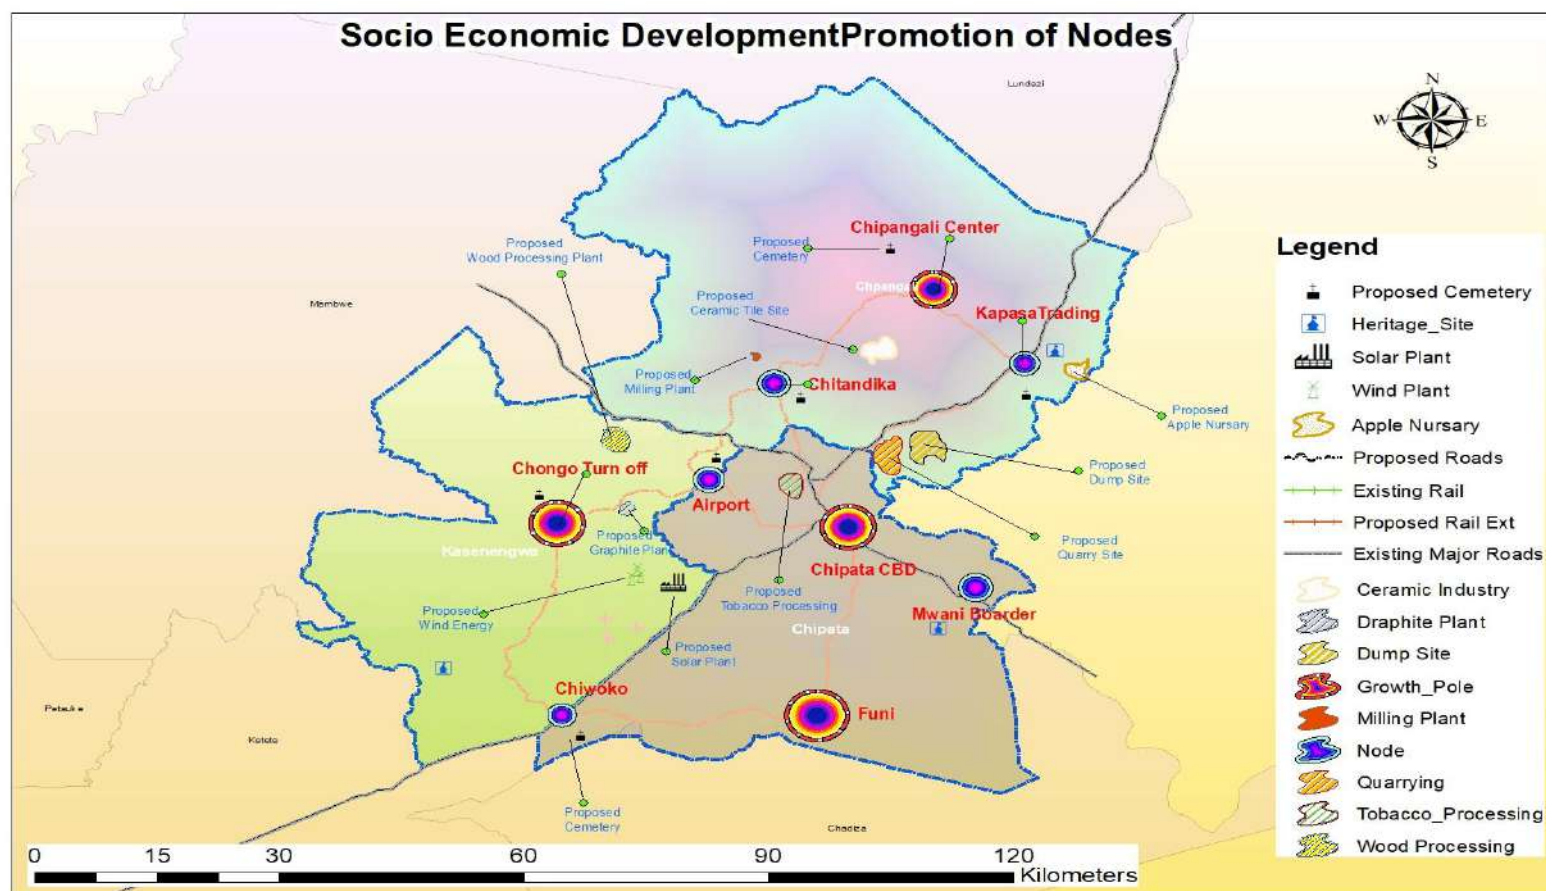 Socio Economic DevelopmentPromotion of Nodes
Lundazi
N
W
E
S
Proposed
Wood Processing Plant
Proposed
Cemetery
Chipangali Center
Mambwe
Proposed
Ceramic Tile Site
KapasaTrading
Proposed
Milling Plant
Chitandika
Proposed
Apple Nursary
Chongo Turn off
Proposed
Dump Site
Airport
Kasenengwa
Proposed
Graphite Plant
Proposed
Quarry Site
Chipata CBD
Proposed
Tobacco Processing
Proposed
Wind Energy
Mwani Boarder
Chipata
Proposed
Solar Plant
Chiwoko
Funi
Petauke
Katete
Proposed
Cemetery
Chadiza
0 15 30 60 90 120
Kilometers
Legend
Proposed Cemetery
Heritage_Site
Solar Plant
Wind Plant
Apple Nursary
Proposed Roads
Existing Rail
Proposed Rail Ext
Existing Major Roads
Ceramic Industry
Draphite Plant
Dump Site
Growth_Pole
Milling Plant
Node
Quarrying
Tobacco_Processing
Wood Processing